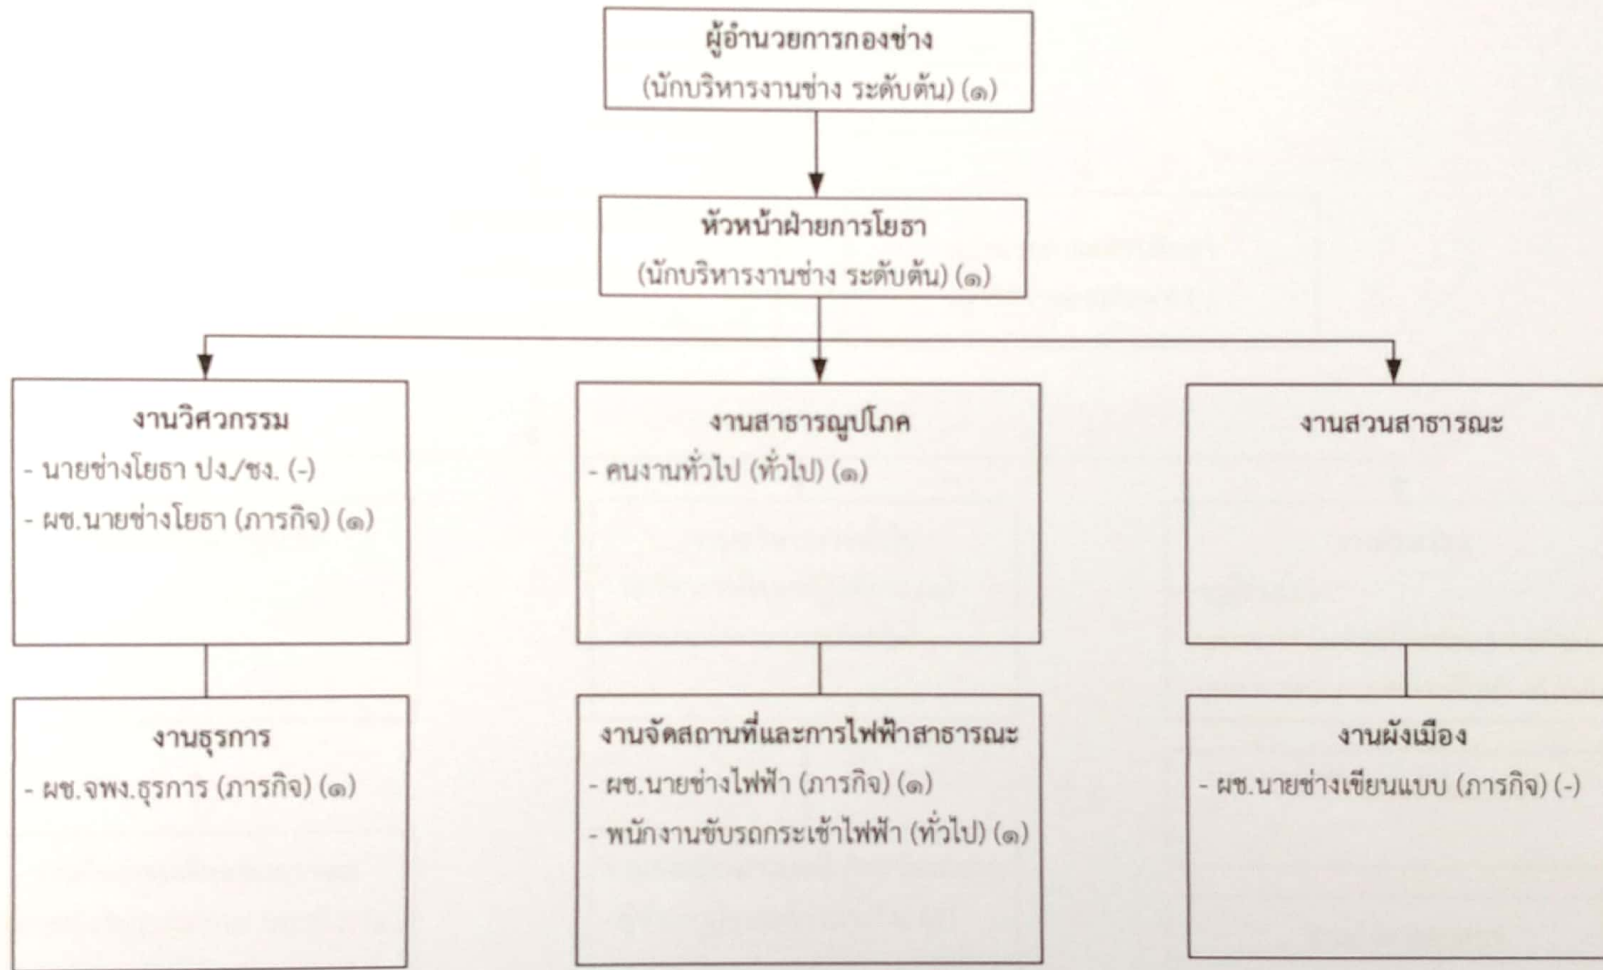 ผู้อำนวยการกองช่าง
(นักบริหารงานช่าง ระดับต้น) (๑)
หัวหน้าฝ่ายการโยธา
(นักบริหารงานช่าง ระดับต้น) (๑)
งานวิศวกรรม
- นายช่างโยธา ปง./ชง. (-)
- ผช.นายช่างโยธา (ภารกิจ) (๑)
งานสาธารณูปโภค
- คนงานทั่วไป (ทั่วไป) (๑)
งานสวนสาธารณะ
งานธุรการ
- ผช.จพง.ธุรการ (ภารกิจ) (๑)
งานจัดสถานที่และการไฟฟ้าสาธารณะ
- ผช.นายช่างไฟฟ้า (ภารกิจ) (๑)
- พนักงานขับรถกระเช้าไฟฟ้า (ทั่วไป) (๑)
งานผังเมือง
- ผช.นายช่างเขียนแบบ (ภารกิจ) (-)